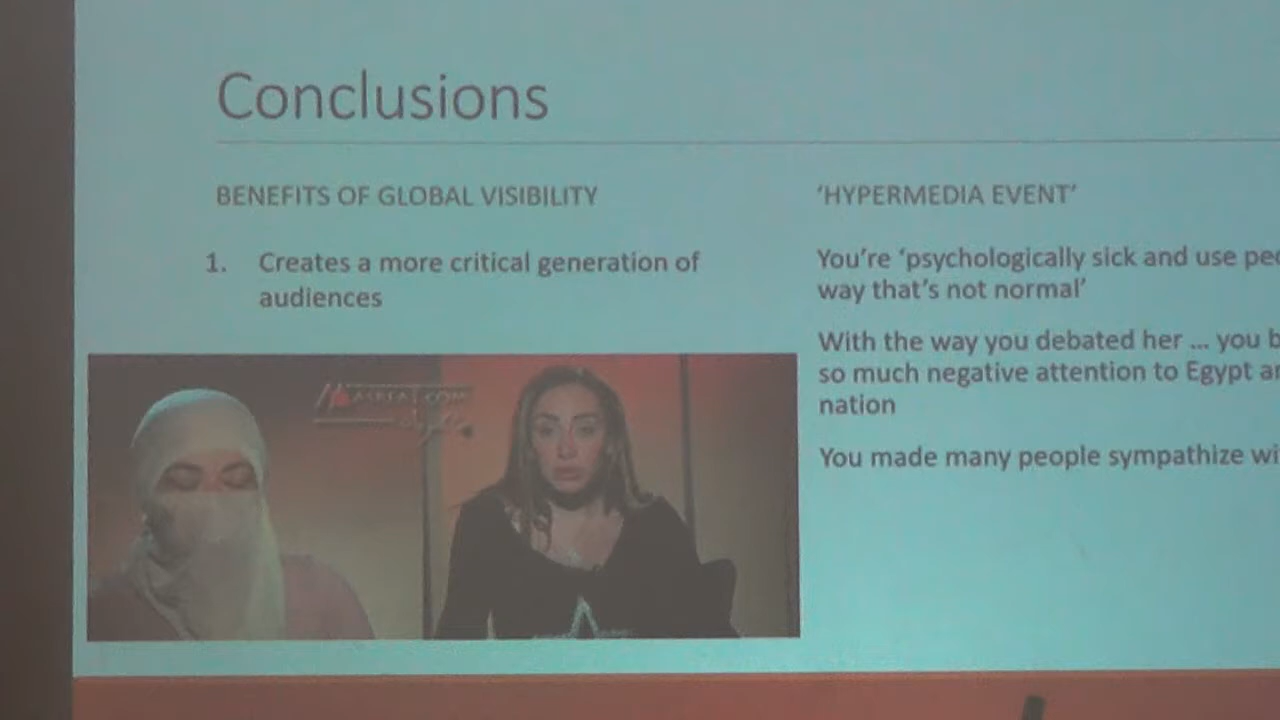 Conclusions
BENEFITS OF GLOBAL VISIBILITY
1. Creates a more critical generation of
audiences
'HYPERMEDIA EVENT'
You're 'psychologically sick and use
way that's not normal'
With the way you debated her ... you
so much negative attention to Egypt
nation
You made many people sympathize